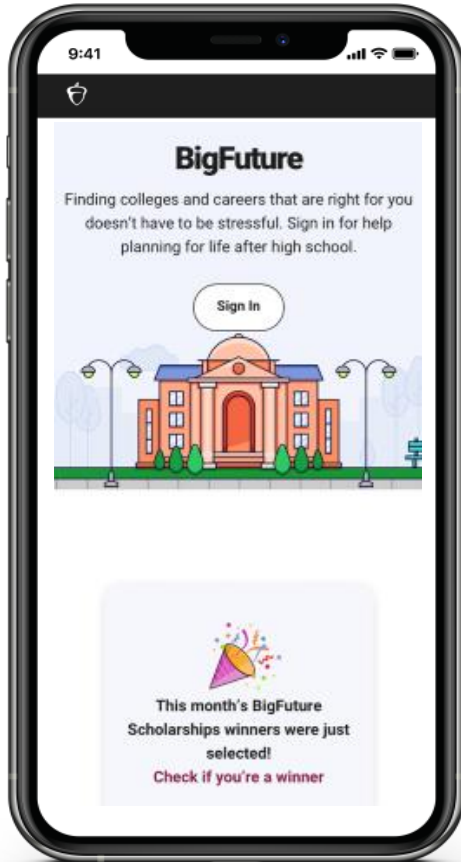 9:41
BigFuture
Finding colleges and careers that are right for you
doesn't have to be stressful. Sign in for help
planning for life after high school.
Sign In
This month's BigFuture
Scholarships winners were just
selected!
Check if you're a winner